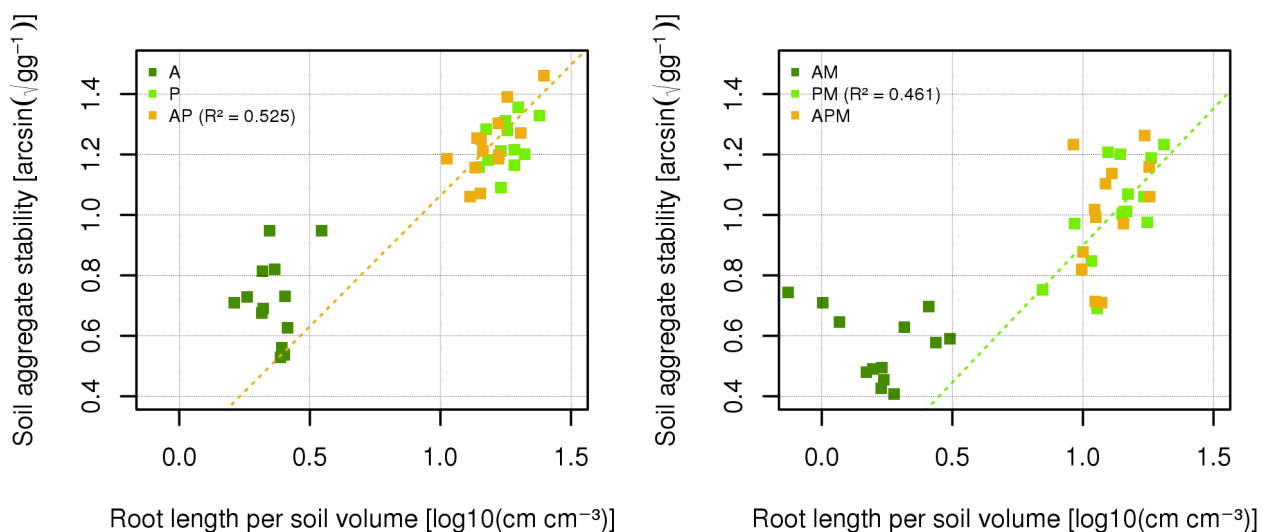 Soil aggregate stability [arcsin(√gg⁻¹)]
A
P
AP (R² = 0.525)
1.4
1.2
1.0
0.8
0.6
0.4
0.0 0.5 1.0 1.5
Root length per soil volume [log10(cm cm⁻³)]
Soil aggregate stability [arcsin(√gg⁻¹)]
AM
PM (R² = 0.461)
APM
1.4
1.2
1.0
0.8
0.6
0.4
0.0 0.5 1.0 1.5
Root length per soil volume [log10(cm cm⁻³)]